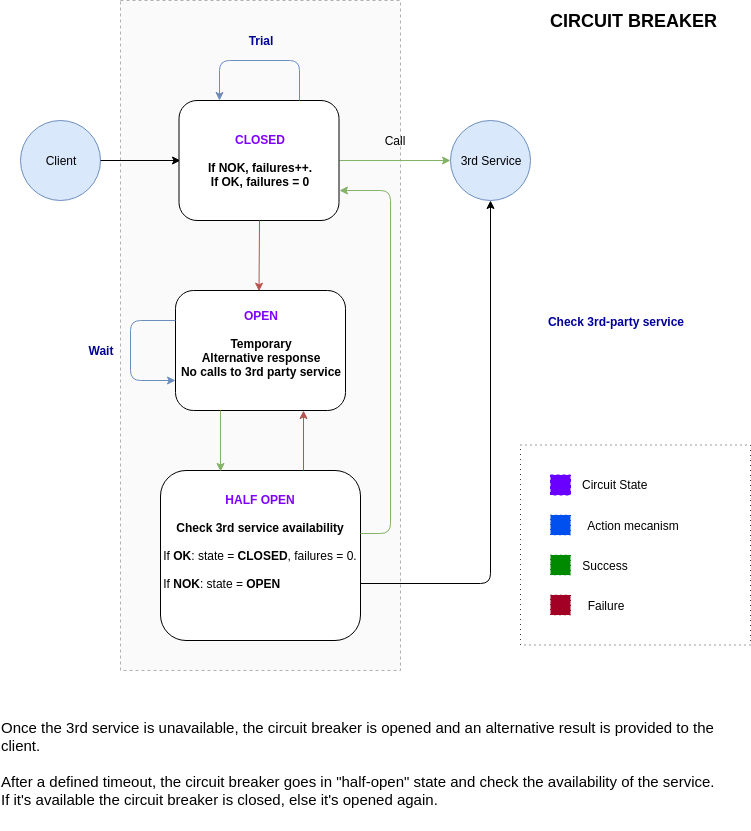 CIRCUIT BREAKER
Trial
Client
CLOSED
If NOK, failures++.
If OK, failures = 0
Call
3rd Service
OPEN
Temporary
Alternative response
No calls to 3rd party service
Wait
Check 3rd-party service
HALF OPEN
Check 3rd service availability
If OK: state = CLOSED, failures = 0.
If NOK: state = OPEN
Circuit State
Action mecanism
Success
Failure
Once the 3rd service is unavailable, the circuit breaker is opened and an alternative result is provided to the
client.
After a defined timeout, the circuit breaker goes in "half-open" state and check the availability of the service.
If it's available the circuit breaker is closed, else it's opened again.